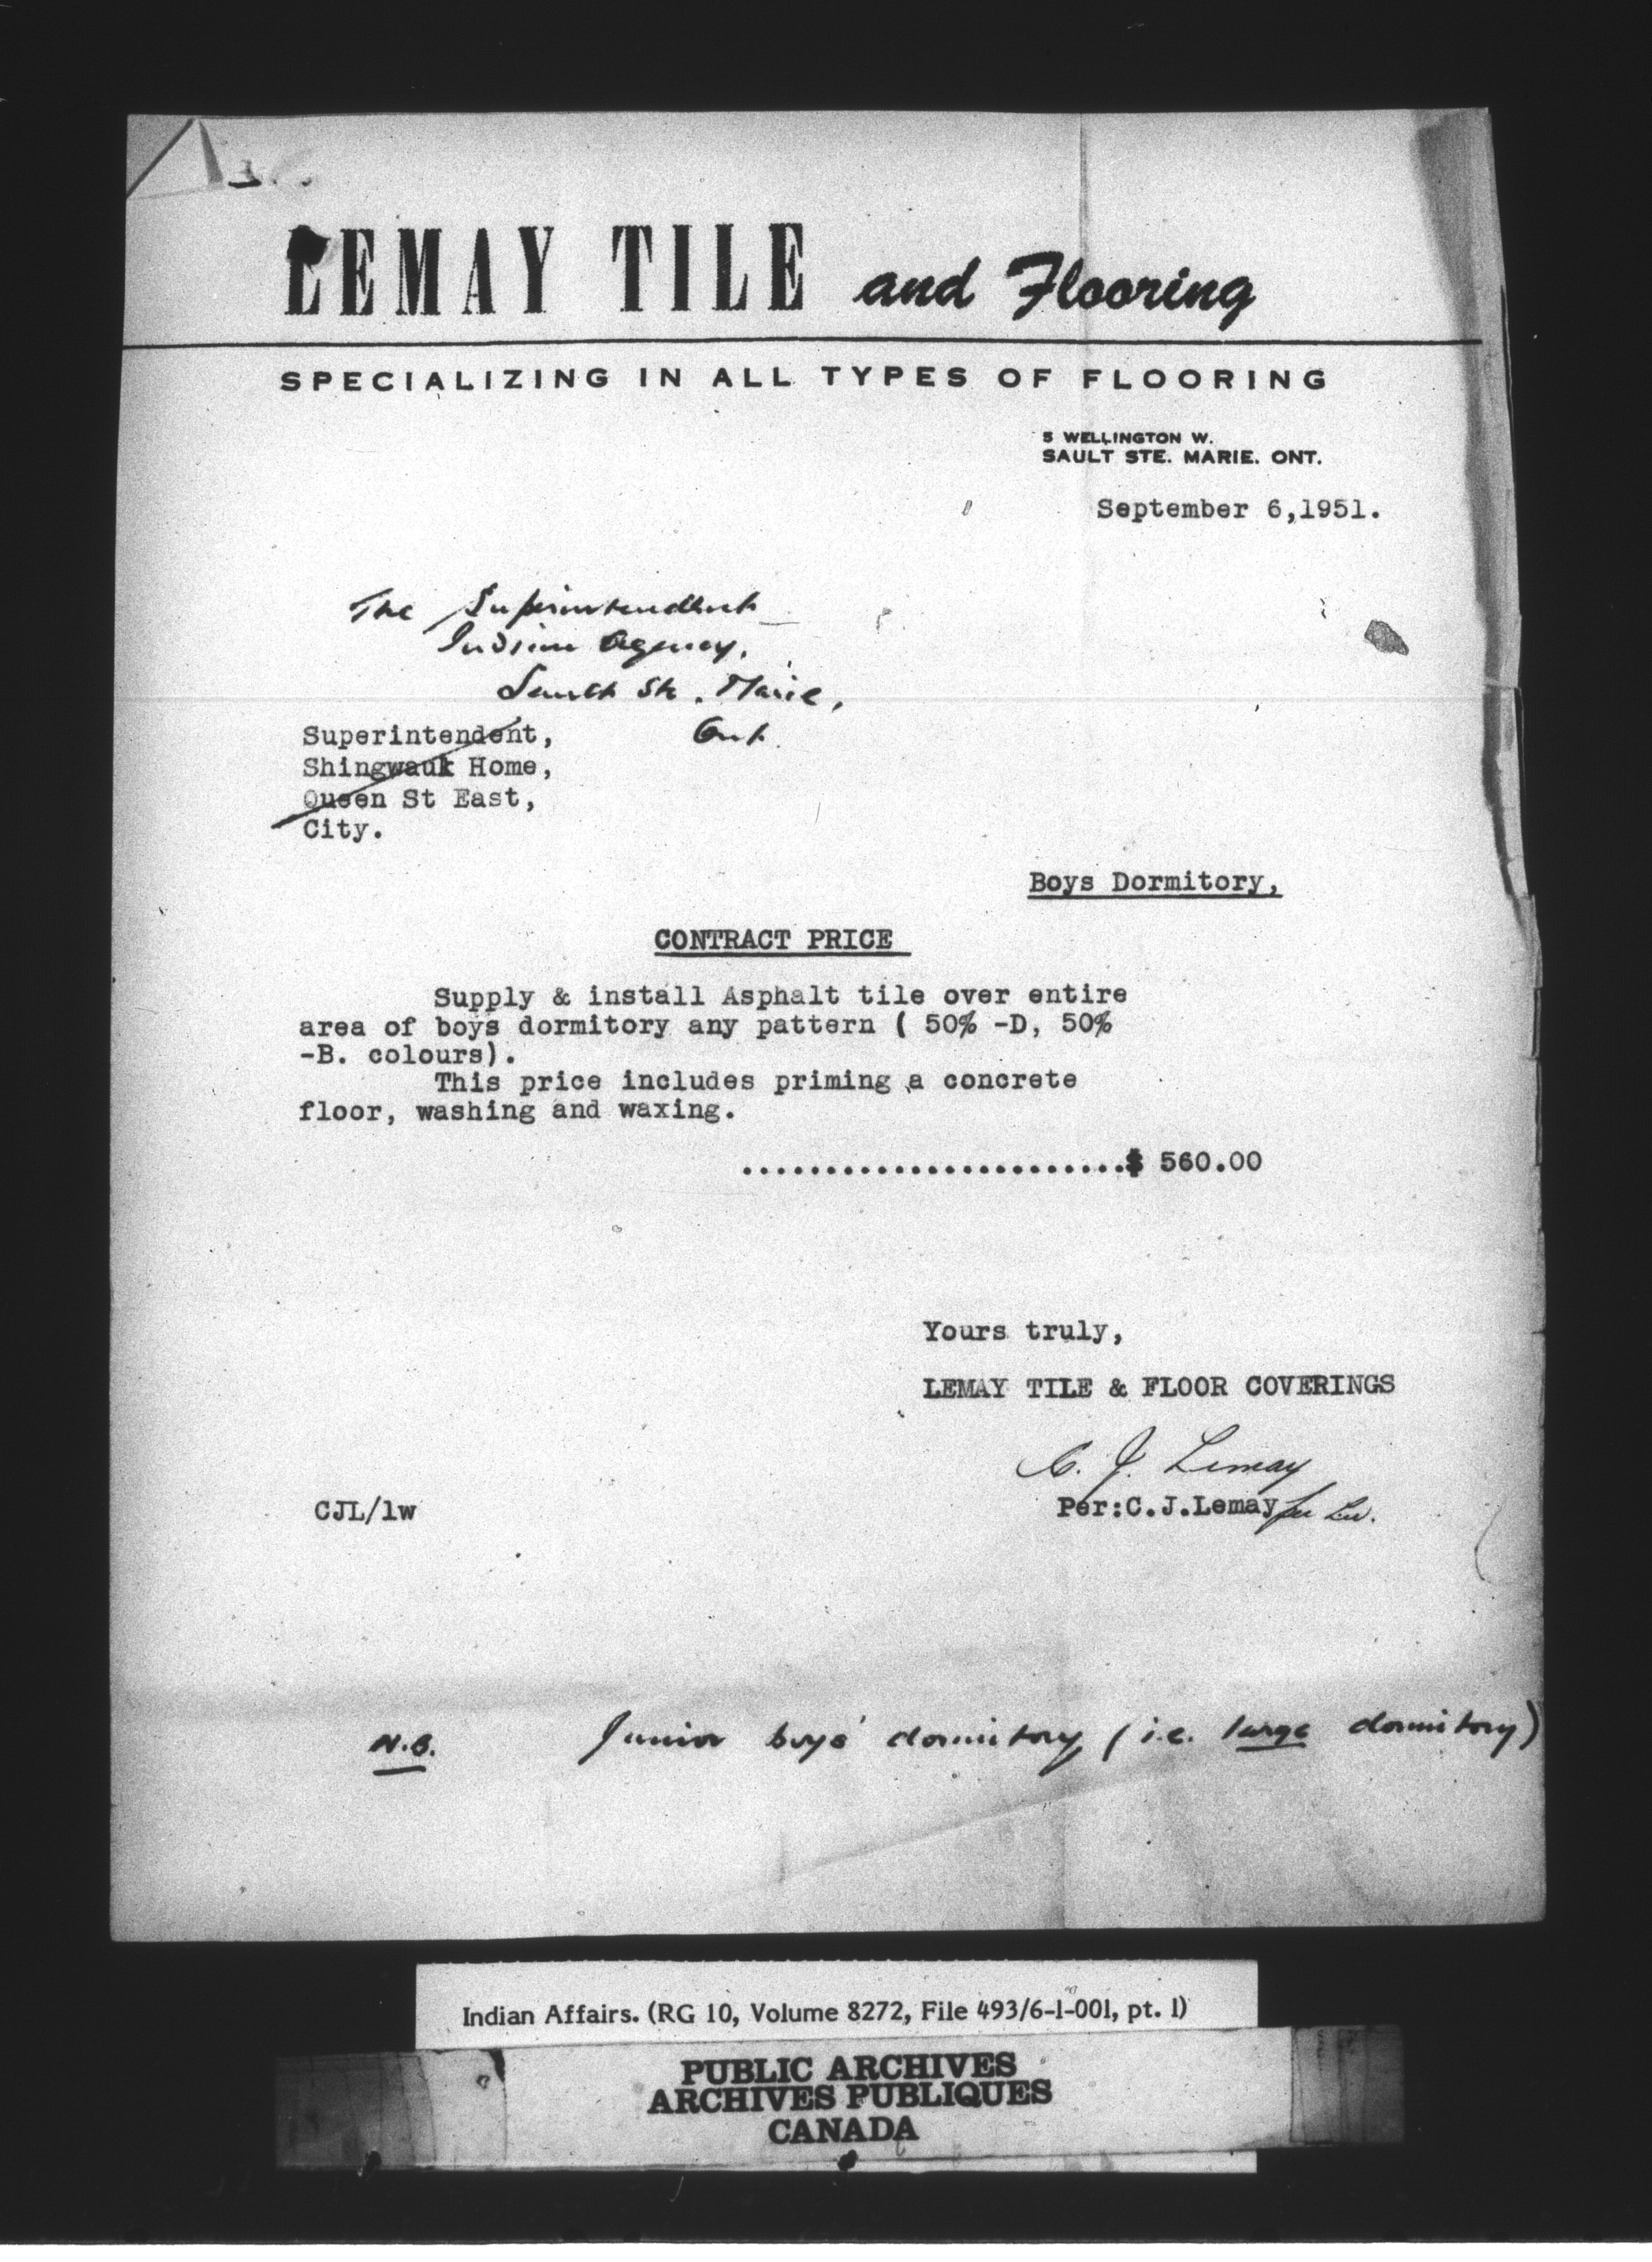 LEMAY TILE and Flooring
SPECIALIZING IN ALL TYPES OF FLOORING
5 WELLINGTON W.
SAULT STE. MARIE. ONT.
September 6,1951.
The Superintendent
Indian Agency,
Sault Ste. Marie,
Ont.
Superintendent,
Shingwauk Home,
Queen St East,
City.
Boys Dormitory,
CONTRACT PRICE
Supply & install Asphalt tile over entire
area of boys dormitory any pattern ( 50% -D, 50%
-B. colours).
This price includes priming a concrete
floor, washing and waxing.
........................$ 560.00
Yours truly,
LEMAY TILE & FLOOR COVERINGS
C. J. Lemay
CJL/lw
Per:C.J.Lemay per Lw.
N.B. Junior boys' dormitory (i.e. large dormitory)
Indian Affairs. (RG 10, Volume 8272, File 493/6-1-001, pt. 1)
PUBLIC ARCHIVES
ARCHIVES PUBLIQUES
CANADA